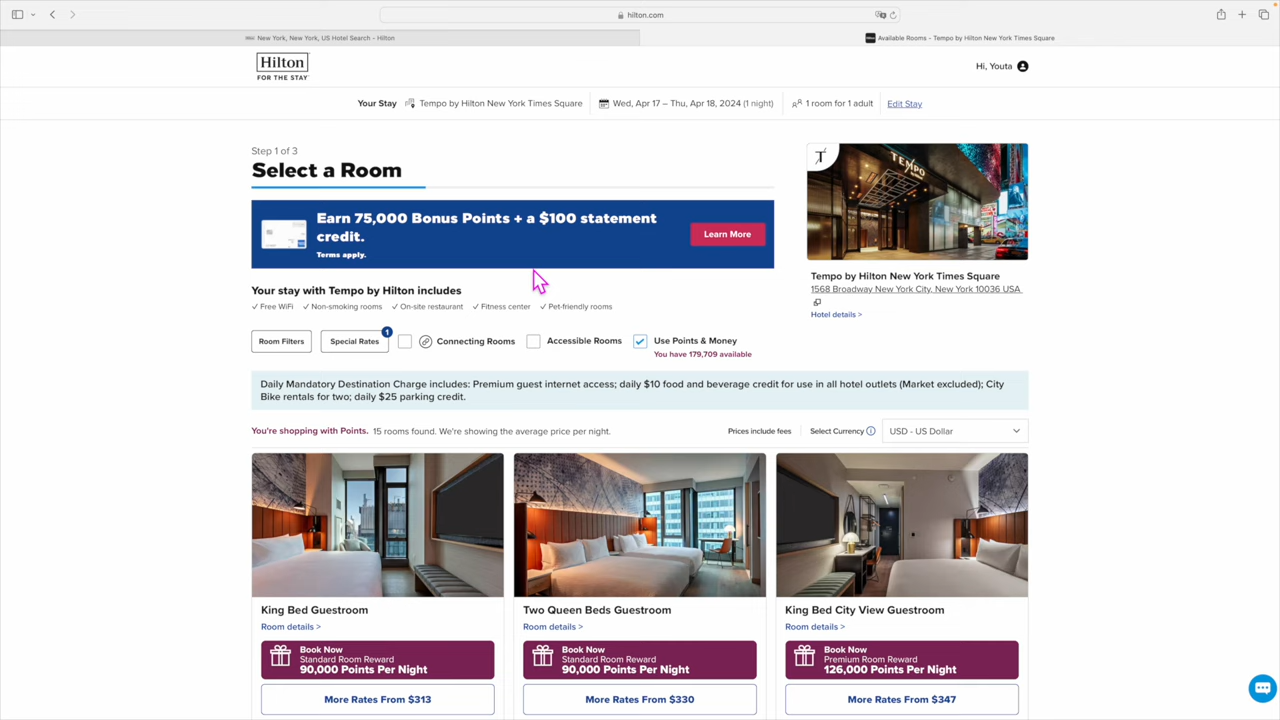 hilton.com
New York, New York, US Hotel Search - Hilton
Available Rooms - Tempo by Hilton New York Times Square
Hilton
FOR THE STAY
Hi, Youta
Your Stay
Tempo by Hilton New York Times Square
Wed, Apr 17 – Thu, Apr 18, 2024 (1 night)
1 room for 1 adult
Edit Stay
Step 1 of 3
Select a Room
Earn 75,000 Bonus Points + a $100 statement
credit.
Terms apply.
Learn More
T
TEMPO
Tempo by Hilton New York Times Square
1568 Broadway New York City, New York 10036 USA
Hotel details >
Your stay with Tempo by Hilton includes
Free WiFi
Non-smoking rooms
On-site restaurant
Fitness center
Pet-friendly rooms
Room Filters
Special Rates
1
Connecting Rooms
Accessible Rooms
Use Points & Money
You have 179,709 available
Daily Mandatory Destination Charge includes: Premium guest internet access; daily $10 food and beverage credit for use in all hotel outlets (Market excluded); City
Bike rentals for two; daily $25 parking credit.
You're shopping with Points. 15 rooms found. We're showing the average price per night.
Prices include fees
Select Currency
USD - US Dollar
King Bed Guestroom
Room details >
Book Now
Standard Room Reward
90,000 Points Per Night
More Rates From $313
Two Queen Beds Guestroom
Room details >
Book Now
Standard Room Reward
90,000 Points Per Night
More Rates From $330
King Bed City View Guestroom
Room details >
Book Now
Premium Room Reward
126,000 Points Per Night
More Rates From $347